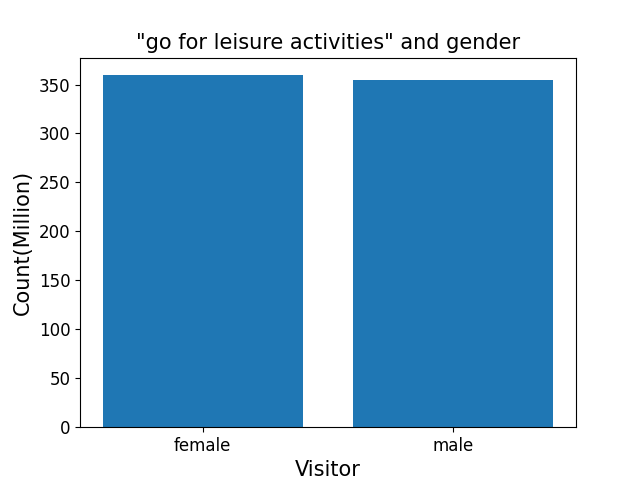 "go for leisure activities" and gender
Count(Million)
350
300
250
200
150
100
50
0
female male
Visitor